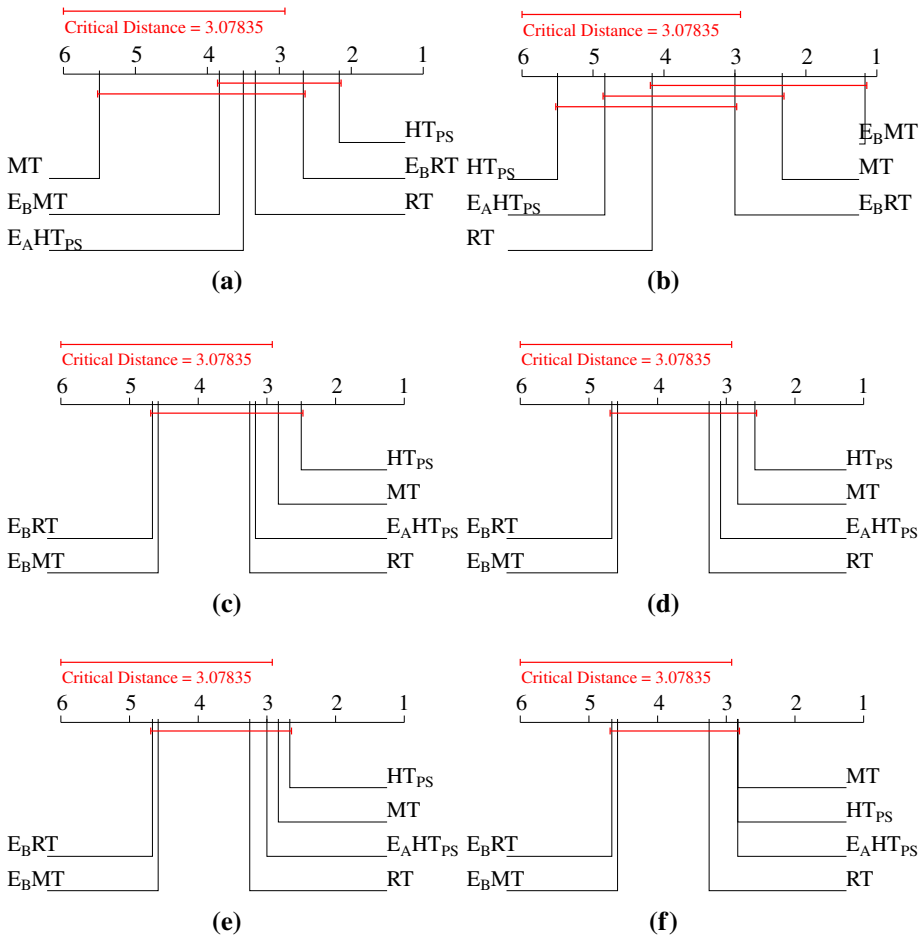 Critical Distance = 3.07835
6 5 4 3 2 1
HT_PS
MT E_BRT
E_BMT RT
E_AHT_PS
(a)
Critical Distance = 3.07835
6 5 4 3 2 1
E_BMT
HT_PS MT
E_AHT_PS E_BRT
RT
(b)
Critical Distance = 3.07835
6 5 4 3 2 1
HT_PS
MT
E_BRT E_AHT_PS
E_BMT RT
(c)
Critical Distance = 3.07835
6 5 4 3 2 1
HT_PS
MT
E_BRT E_AHT_PS
E_BMT RT
(d)
Critical Distance = 3.07835
6 5 4 3 2 1
HT_PS
MT
E_BRT E_AHT_PS
E_BMT RT
(e)
Critical Distance = 3.07835
6 5 4 3 2 1
MT
HT_PS
E_BRT E_AHT_PS
E_BMT RT
(f)